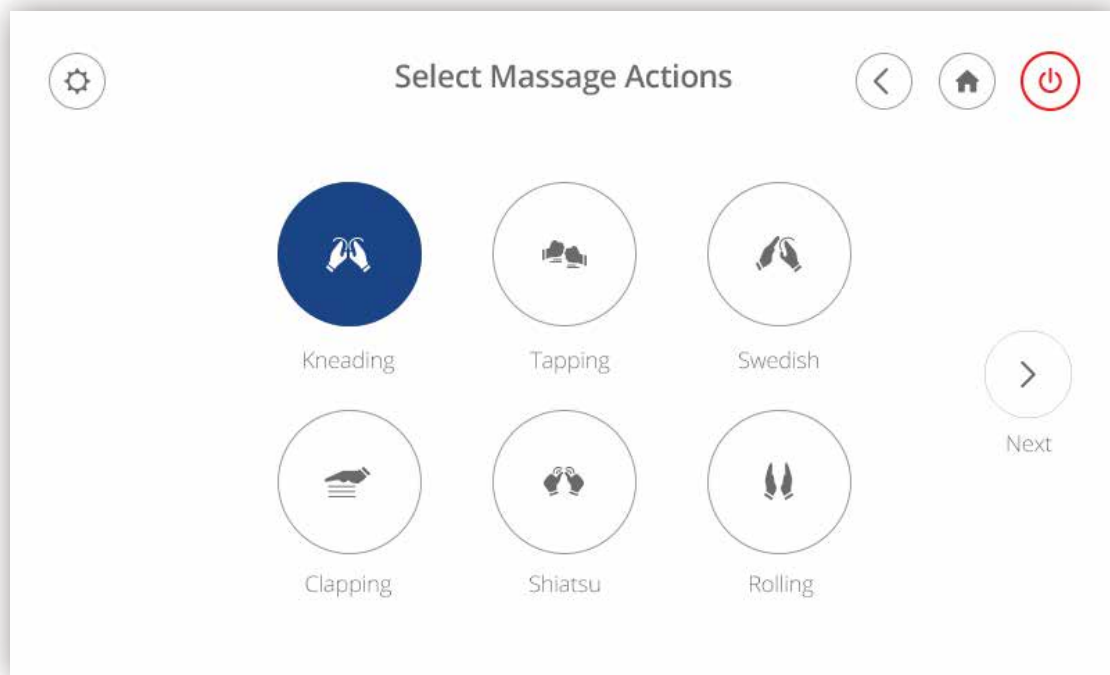 Select Massage Actions
Kneading
Tapping
Swedish
Next
Clapping
Shiatsu
Rolling